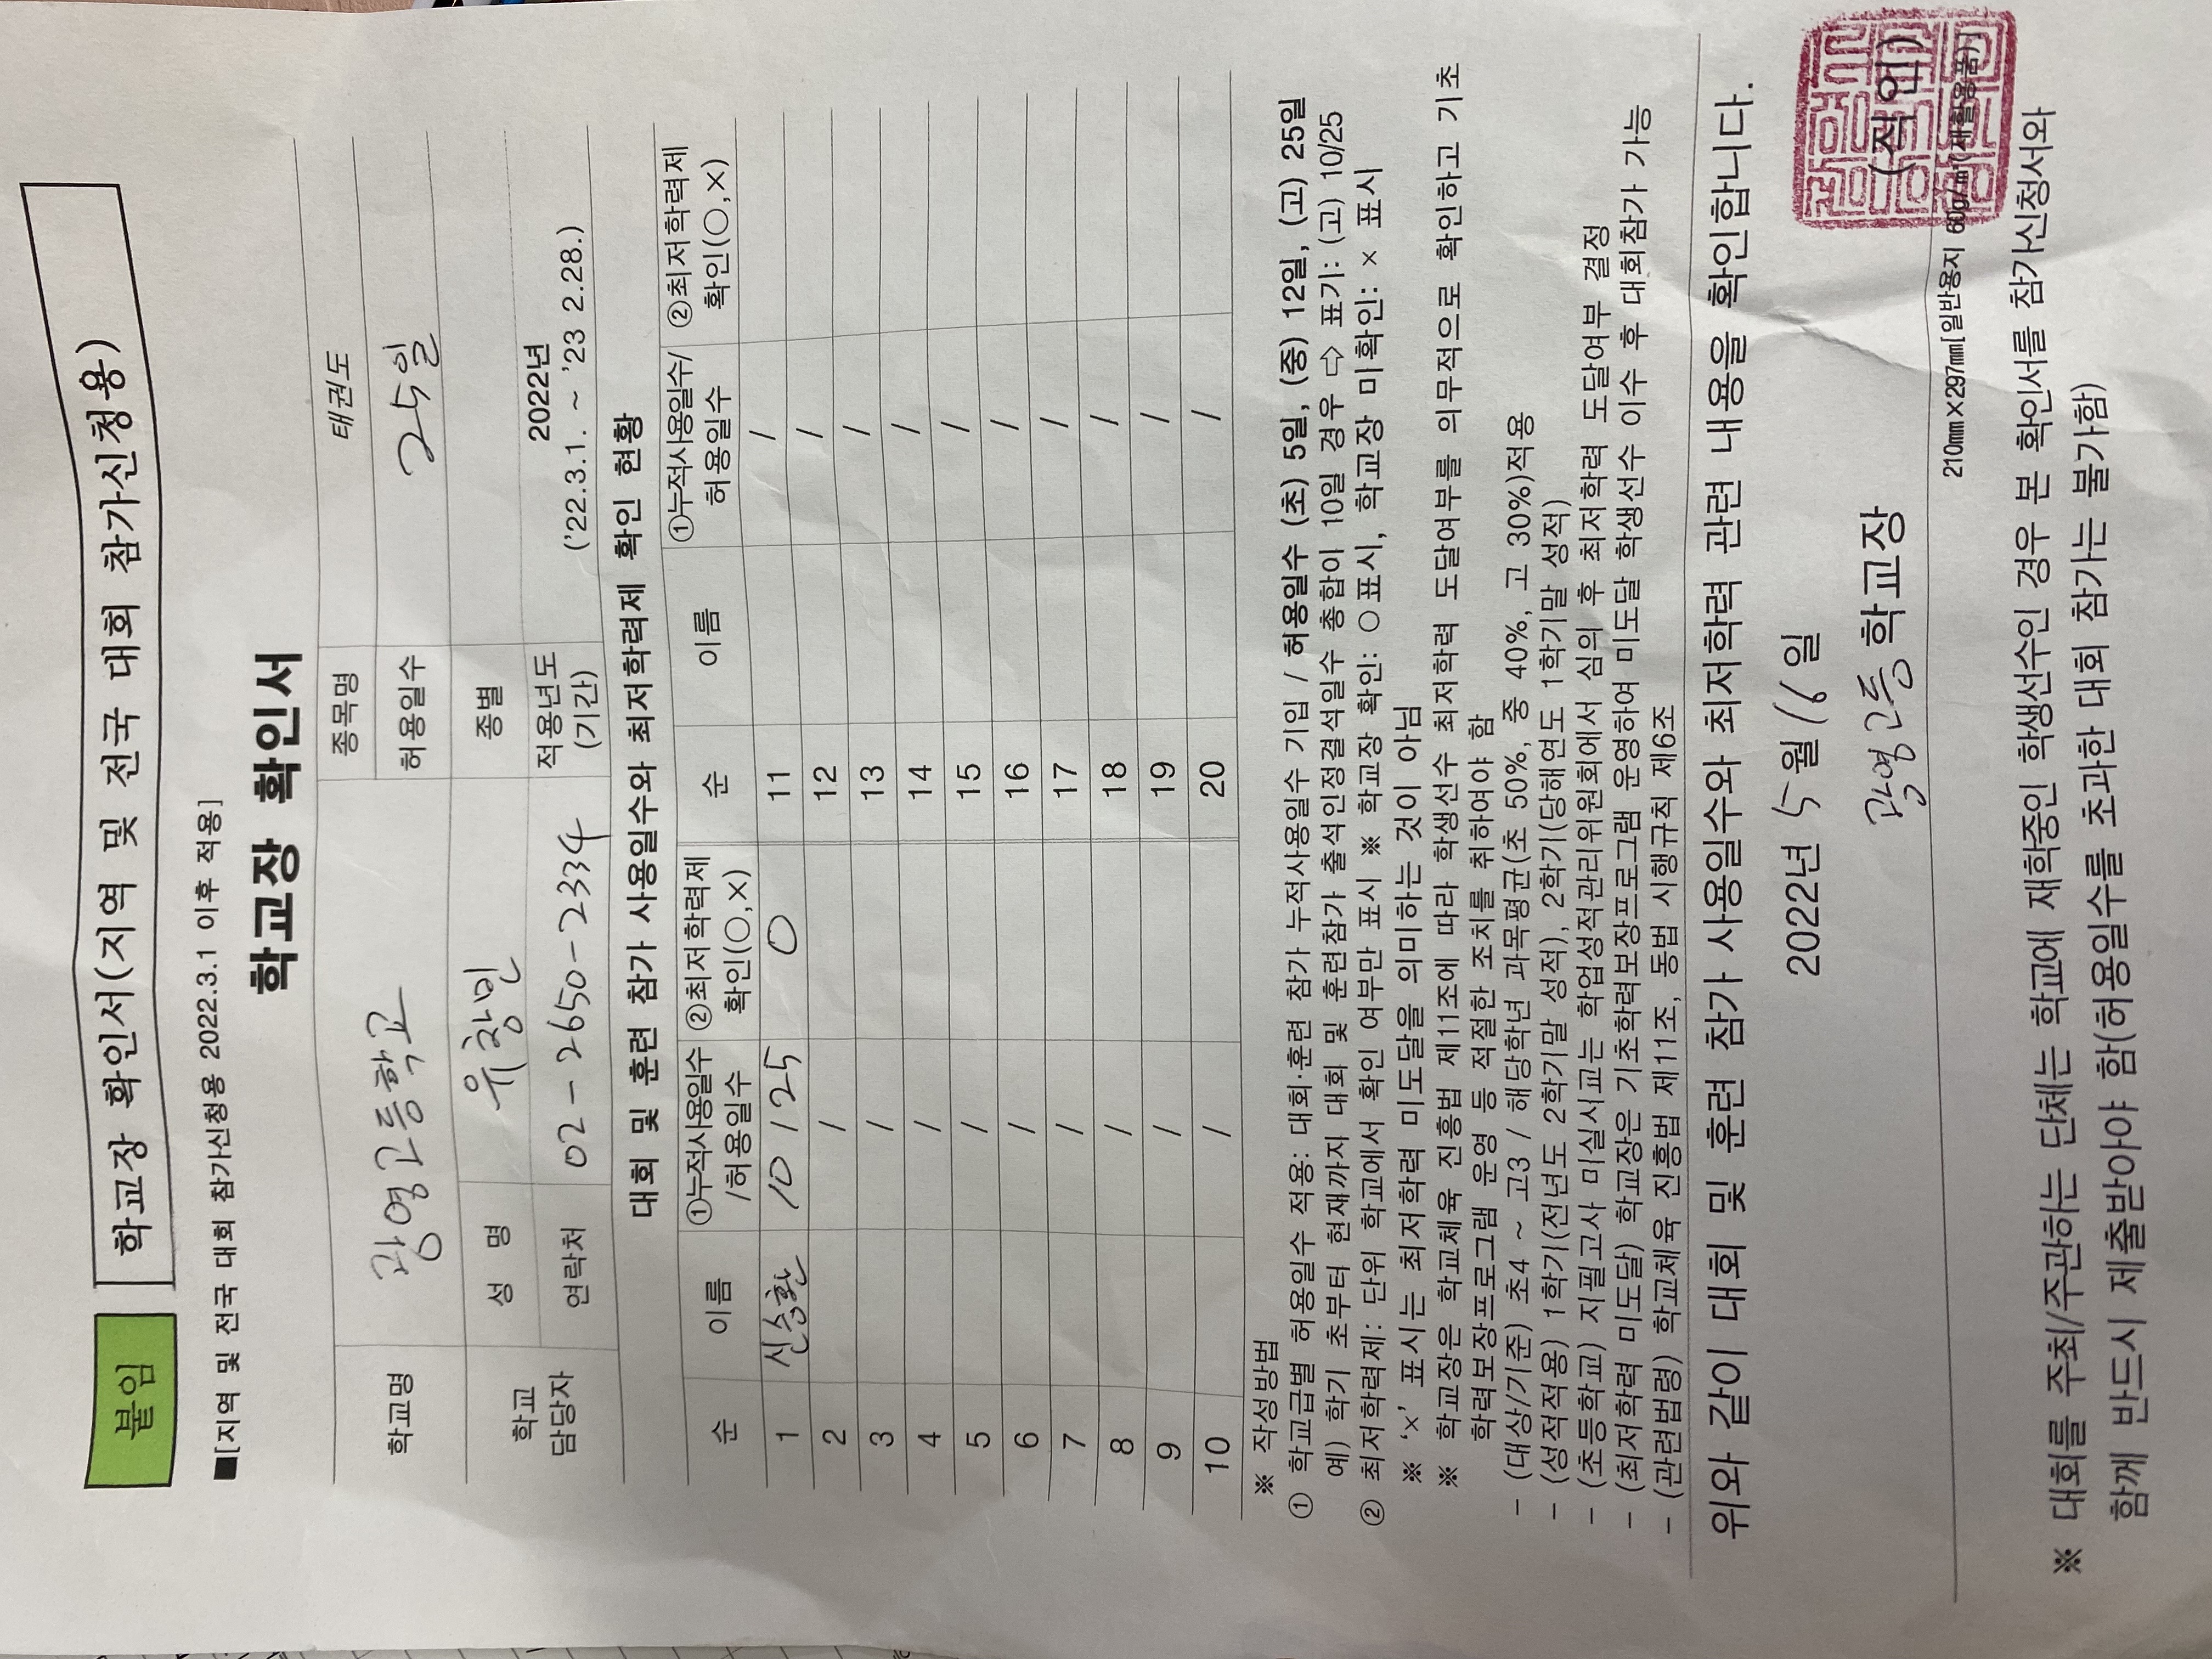 붙임
학교장 확인서(지역 및 전국 대회 참가신청용)
■[지역 및 전국 대회 참가신청용 2022.3.1 이후 적용]
학교장 확인서
학교명 광영고등학교 종목명 태권도
허용일수 25일
학교 담당자 성 명 유창민 종별
연락처 02-2650-2334 적용년도 (기간) 2022년 ('22.3.1. ~ '23 2.28.)
대회 및 훈련 참가 사용일수와 최저학력제 확인 현황
순 이름 ①누적사용일수 /허용일수 ②최저학력제 확인(○,×) 순 이름 ①누적사용일수/ 허용일수 ②최저학력제 확인(○,×)
1 신승환 10 / 25 O 11 /
2 / 12 /
3 / 13 /
4 / 14 /
5 / 15 /
6 / 16 /
7 / 17 /
8 / 18 /
9 / 19 /
10 / 20 /
※ 작성방법
① 학교급별 허용일수 적용: 대회·훈련 참가 누적사용일수 기입 / 허용일수 (초) 5일, (중) 12일, (고) 25일
예) 학기 초부터 현재까지 대회 및 훈련참가 출석인정결석일수 총합이 10일 경우 ⇨ 표기: (고) 10/25
② 최저학력제: 단위 학교에서 확인 여부만 표시 ※ 학교장 확인: ○표시, 학교장 미확인: × 표시
※ '×' 표시는 최저학력 미도달을 의미하는 것이 아님
※ 학교장은 학교체육 진흥법 제11조에 따라 학생선수 최저학력 도달여부를 의무적으로 확인하고 기초
학력보장프로그램 운영 등 적절한 조치를 취하여야 함
- (대상/기준) 초4 ~ 고3 / 해당학년 과목평균(초 50%, 중 40%, 고 30%)적용
- (성적적용) 1학기(전년도 2학기말 성적), 2학기(당해연도 1학기말 성적)
- (초등학교) 지필고사 미실시교는 학업성적관리위원회에서 심의 후 최저학력 도달여부 결정
- (최저학력 미도달) 학교장은 기초학력보장프로그램 운영하여 미도달 학생선수 이수 후 대회참가 가능
- (관련법령) 학교체육 진흥법 제11조, 동법 시행규칙 제6조
위와 같이 대회 및 훈련 참가 사용일수와 최저학력 관련 내용을 확인합니다.
2022년 5월 16일
광영고등학교장 (직인)
210㎜×297㎜[일반용지 60g/㎡(재활용품)]
※ 대회를 주최/주관하는 단체는 학교에 재학중인 학생선수인 경우 본 확인서를 참가신청서와
함께 반드시 제출받아야 함(허용일수를 초과한 대회 참가는 불가함)